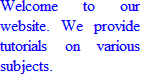 Welcome to our
website. We provide
tutorials on various
subjects.